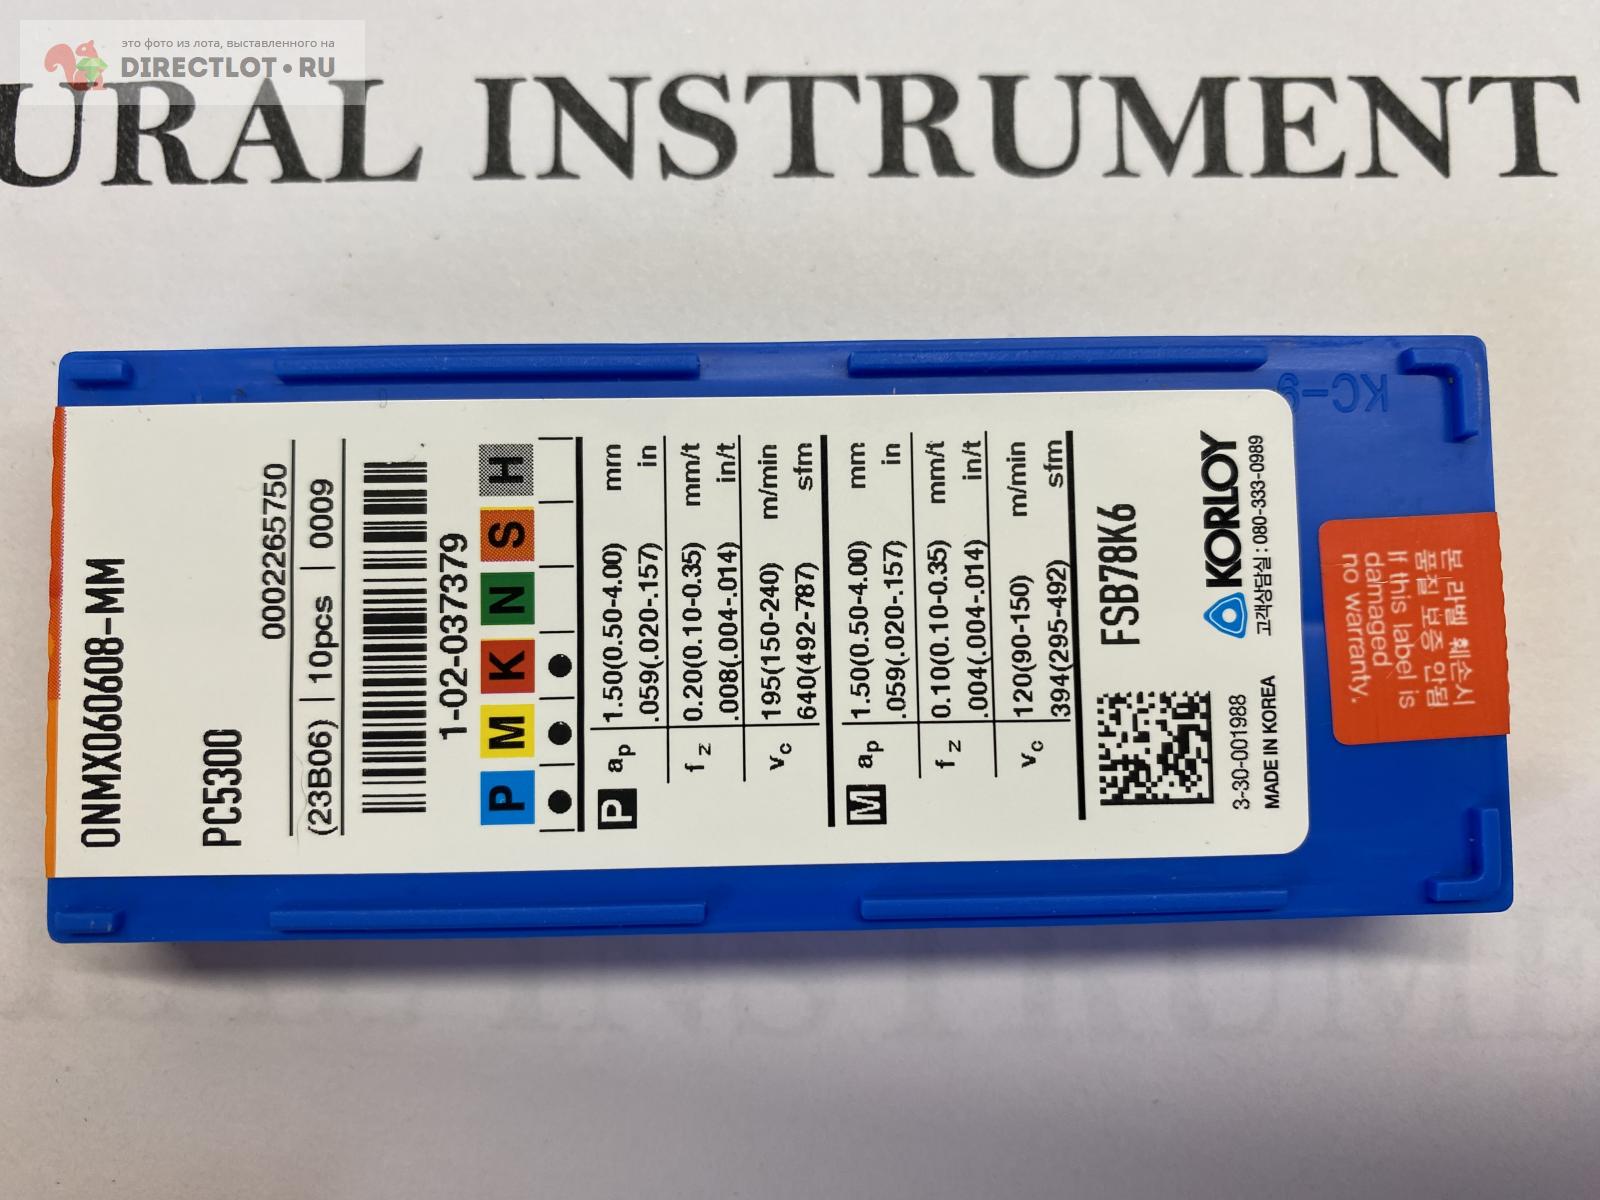 это фото из лота, выставленного на
DIRECTLOT•RU
URAL INSTRUMENT
KC-9
ONMX060608-MM
PC5300
0002265750
(23B06) | 10pcs | 0009
1-02-037379
P M K N S H
P
ap 1.50(0.50-4.00) mm
.059(.020-.157) in
fz 0.20(0.10-0.35) mm/t
.008(.004-.014) in/t
vc 195(150-240) m/min
640(492-787) sfm
M
ap 1.50(0.50-4.00) mm
.059(.020-.157) in
fz 0.10(0.10-0.35) mm/t
.004(.004-.014) in/t
vc 120(90-150) m/min
394(295-492) sfm
FSB78K6
KORLOY
고객상담실 : 080-333-0989
3-30-001988
MADE IN KOREA
본 라벨 훼손시
품질 보증 안됨
If this label is
damaged
no warranty.